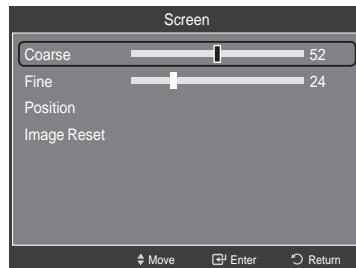 Screen
Coarse 52
Fine 24
Position
Image Reset
Move Enter Return